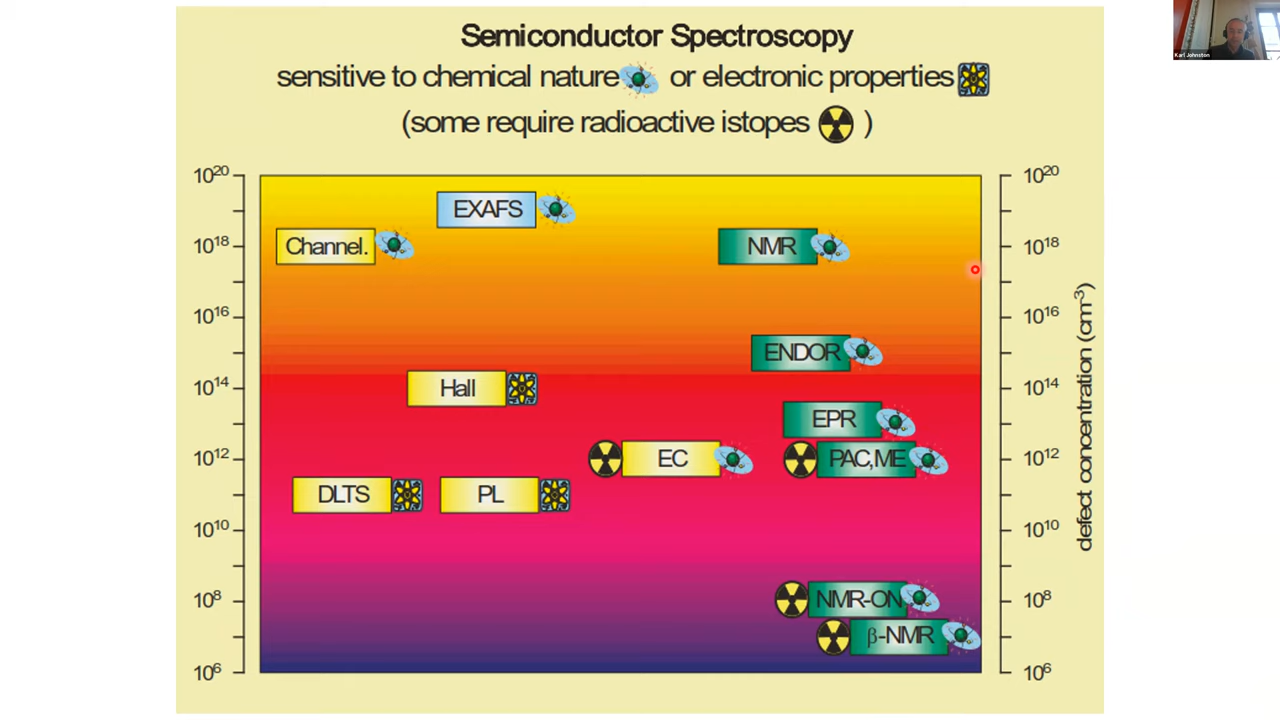 Semiconductor Spectroscopy
sensitive to chemical nature or electronic properties
(some require radioactive istopes )
Karl Johnston
10²⁰ 10²⁰
EXAFS
Channel. NMR
10¹⁸ 10¹⁸
10¹⁶ 10¹⁶
ENDOR
10¹⁴ Hall 10¹⁴
EPR
10¹² EC PAC,ME 10¹²
DLTS PL
10¹⁰ 10¹⁰
10⁸ NMR-ON 10⁸
β-NMR
10⁶ 10⁶
defect concentration (cm⁻³)